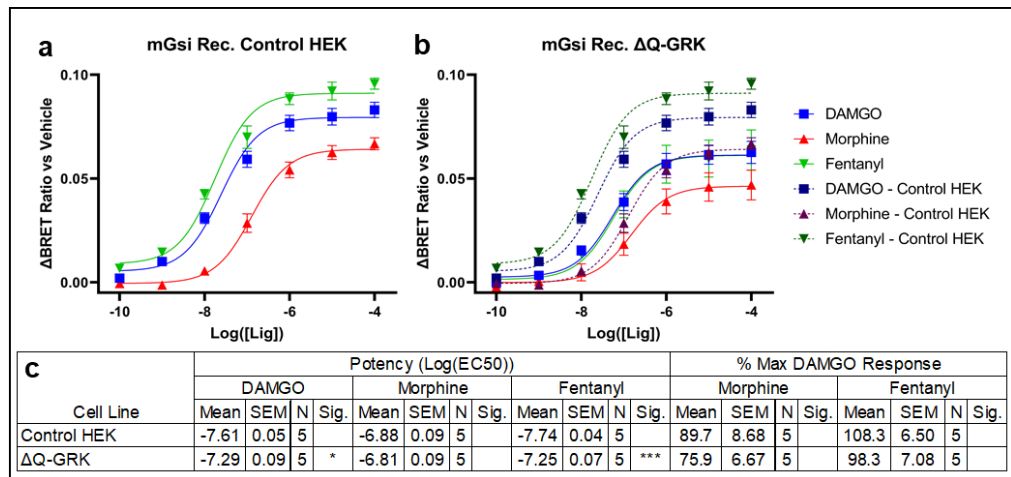 a
mGsi Rec. Control HEK
ΔBRET Ratio vs Vehicle
0.10
0.05
0.00
-10
-8
-6
-4
Log([Lig])
b
mGsi Rec. ΔQ-GRK
ΔBRET Ratio vs Vehicle
0.10
0.05
0.00
-10
-8
-6
-4
Log([Lig])
DAMGO
Morphine
Fentanyl
DAMGO - Control HEK
Morphine - Control HEK
Fentanyl - Control HEK
c
Potency (Log(EC50)) % Max DAMGO Response
DAMGO Morphine Fentanyl Morphine Fentanyl
Cell Line Mean SEM N Sig. Mean SEM N Sig. Mean SEM N Sig. Mean SEM N Sig. Mean SEM N Sig.
Control HEK -7.61 0.05 5 -6.88 0.09 5 -7.74 0.04 5 89.7 8.68 5 108.3 6.50 5
ΔQ-GRK -7.29 0.09 5 * -6.81 0.09 5 -7.25 0.07 5 *** 75.9 6.67 5 98.3 7.08 5